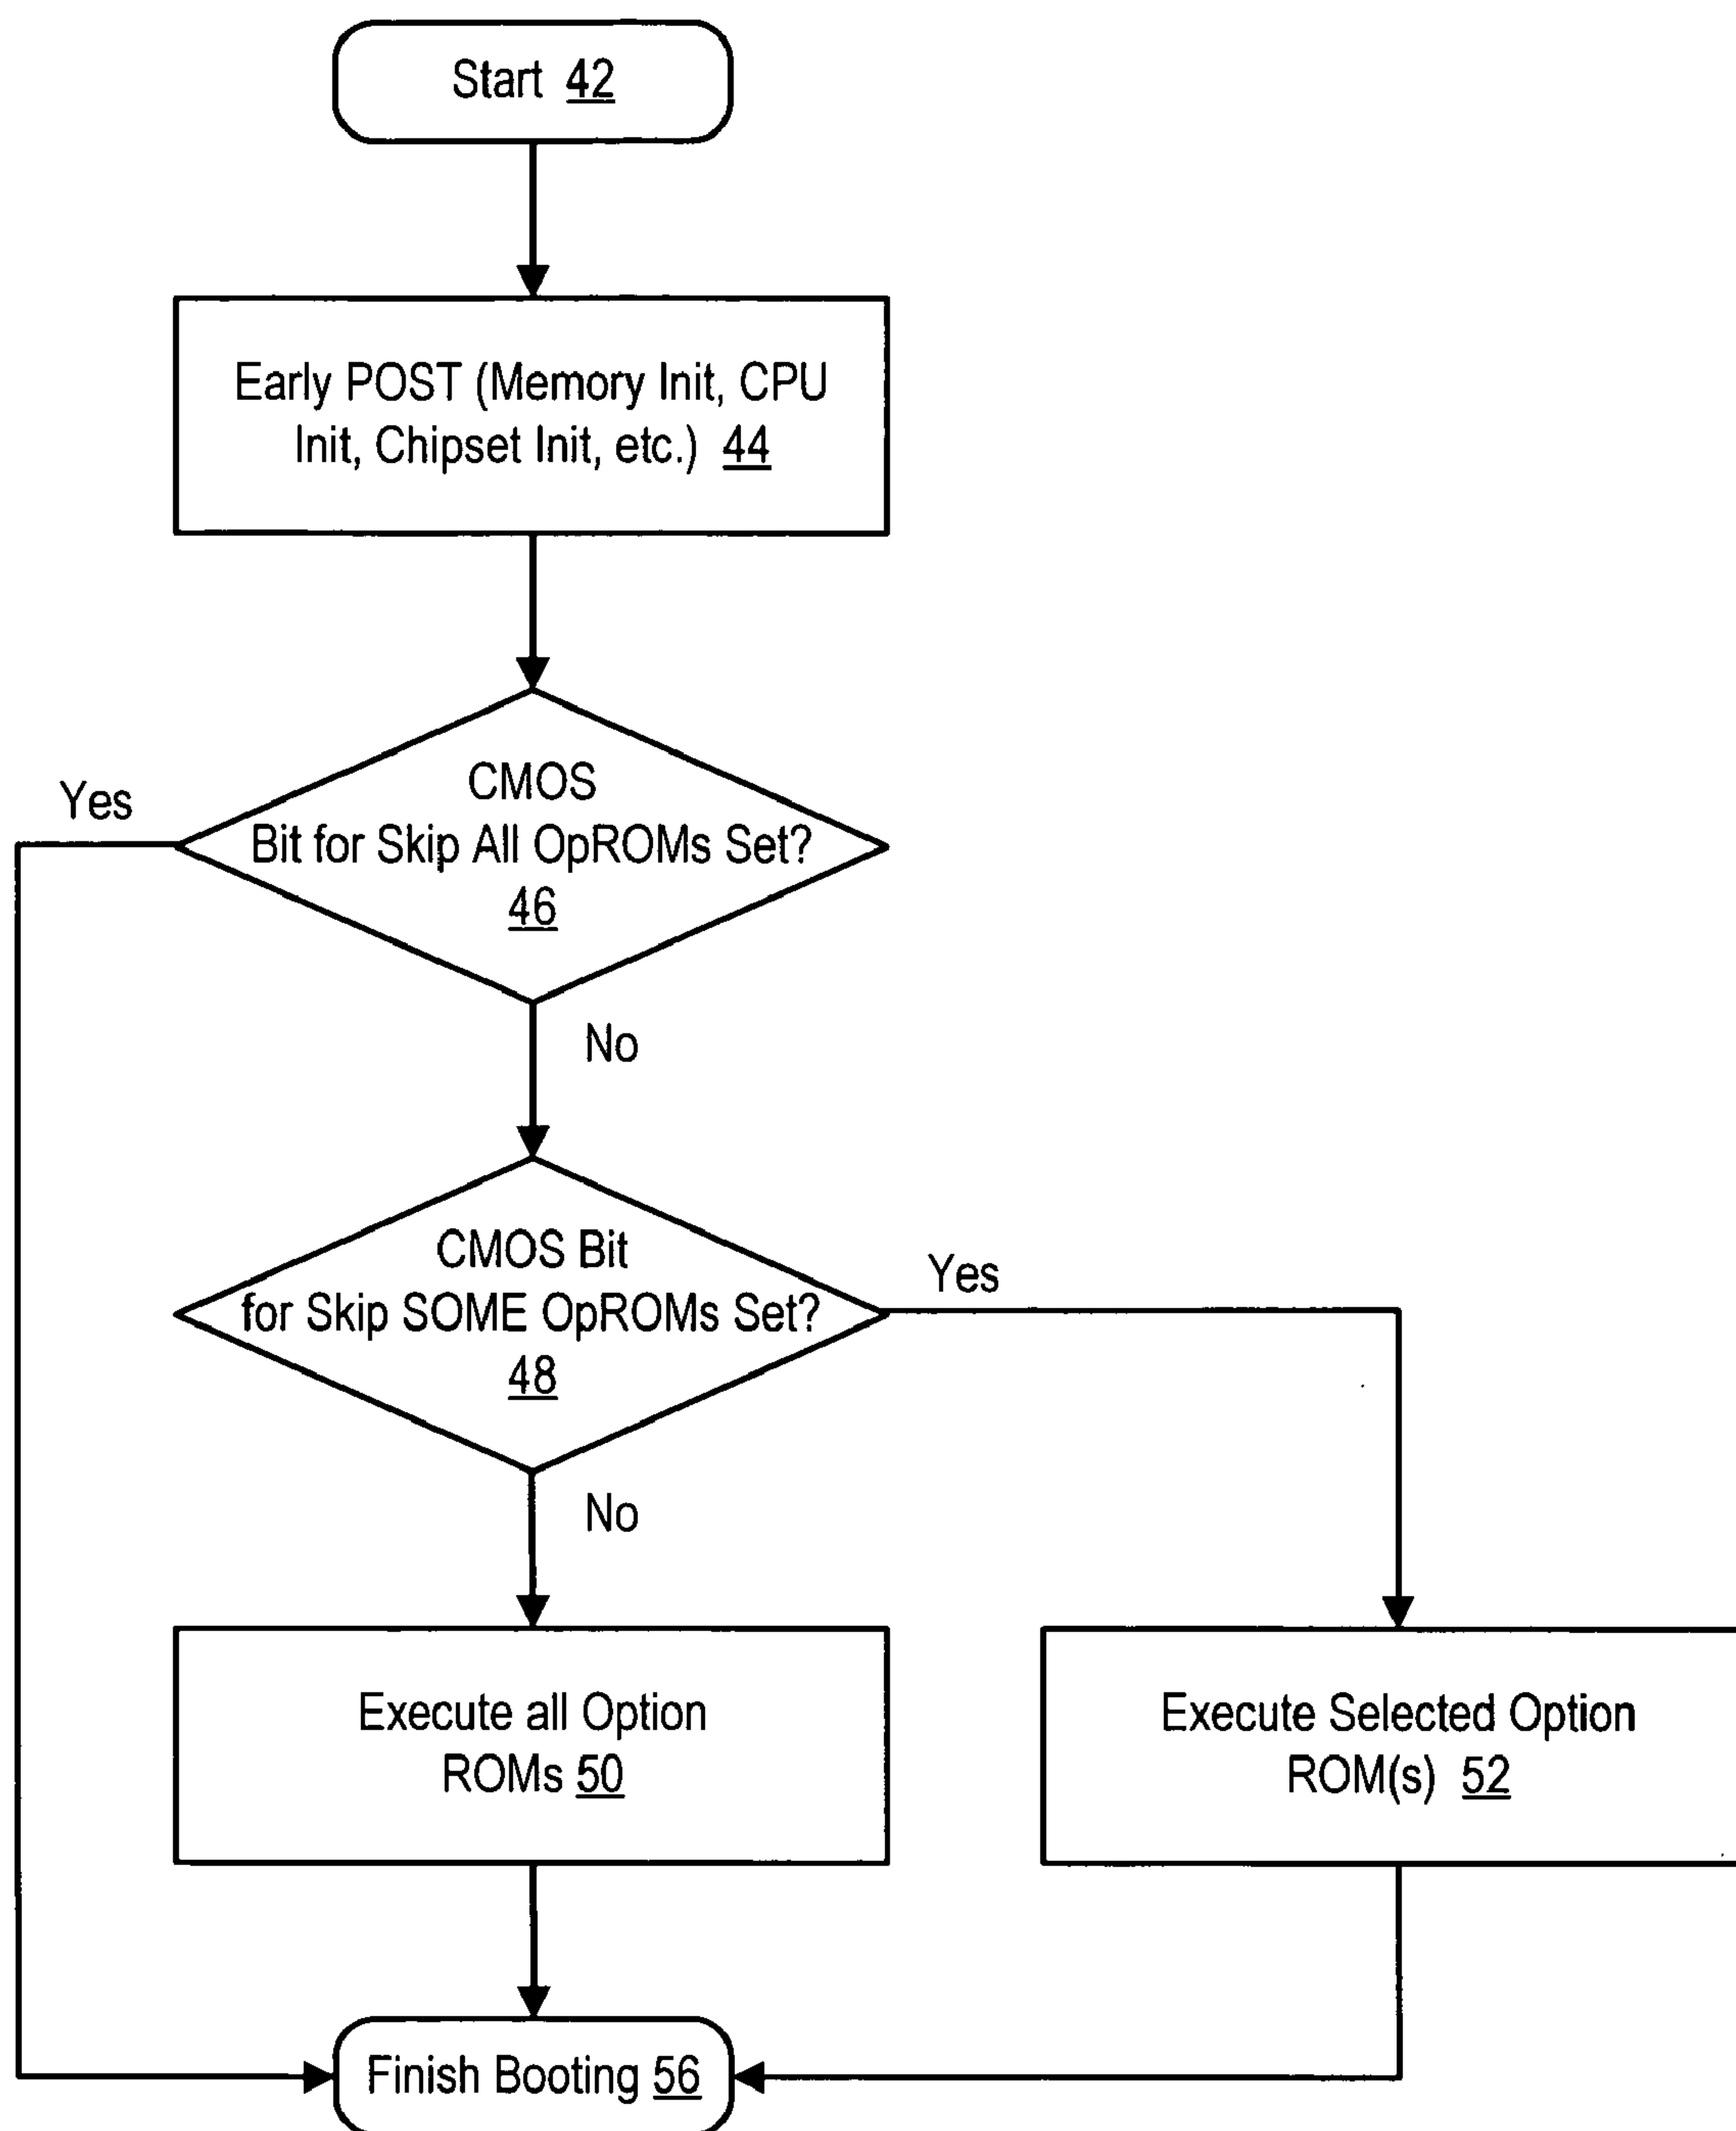 Start 42
Early POST (Memory Init, CPU
Init, Chipset Init, etc.) 44
CMOS
Bit for Skip All OpROMs Set?
46
Yes
No
CMOS Bit
for Skip SOME OpROMs Set?
48
Yes
No
Execute all Option
ROMs 50
Execute Selected Option
ROM(s) 52
Finish Booting 56